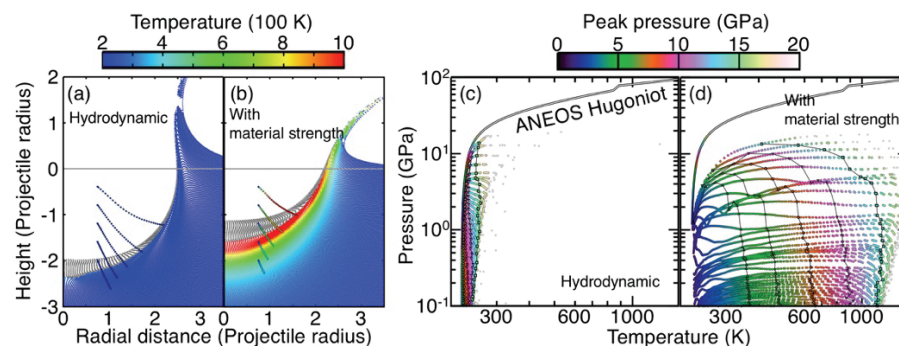 Temperature (100 K)
2 4 6 8 10
Peak pressure (GPa)
0 5 10 15 20
Height (Projectile radius)
2
1
0
-1
-2
-3
(a)
Hydrodynamic
(b)
With
material strength
0 1 2 3 0 1 2 3
Radial distance (Projectile radius)
Pressure (GPa)
10²
10¹
10⁰
10⁻¹
(c)
ANEOS Hugoniot
Hydrodynamic
(d)
With
material strength
300 600 1000 300 600 1000
Temperature (K)